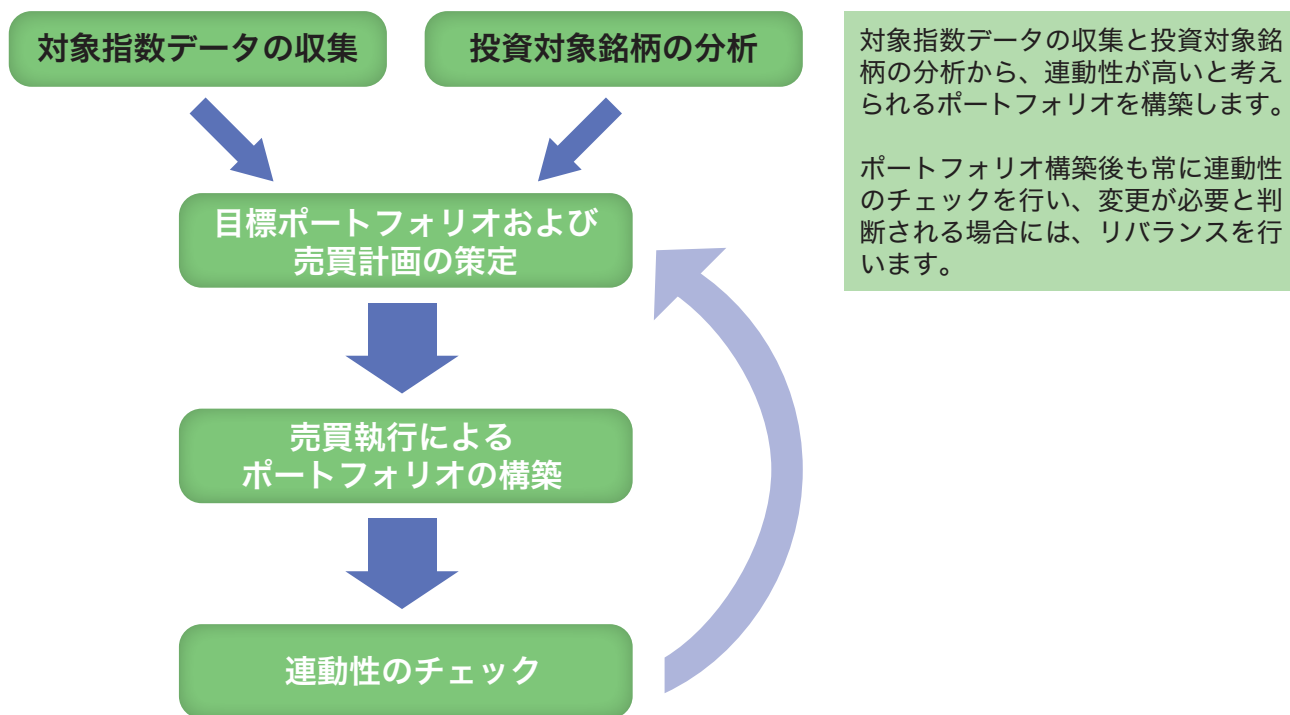 対象指数データの収集
投資対象銘柄の分析
目標ポートフォリオおよび
売買計画の策定
売買執行による
ポートフォリオの構築
連動性のチェック
対象指数データの収集と投資対象銘
柄の分析から、連動性が高いと考え
られるポートフォリオを構築します。
ポートフォリオ構築後も常に連動性
のチェックを行い、変更が必要と判
断される場合には、リバランスを行
います。